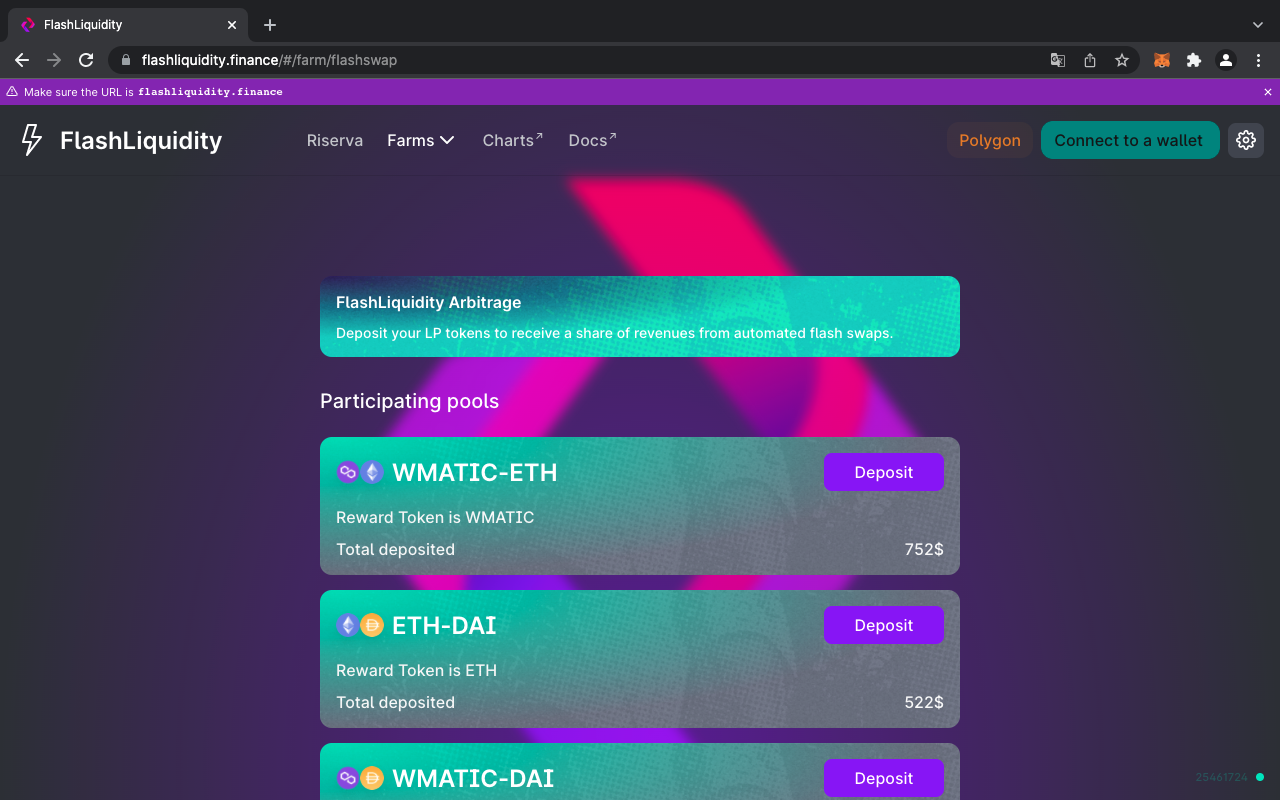 FlashLiquidity
flashliquidity.finance/#/farm/flashswap
Make sure the URL is flashliquidity.finance
FlashLiquidity
Riserva
Farms
Charts↗
Docs↗
Polygon
Connect to a wallet
FlashLiquidity Arbitrage
Deposit your LP tokens to receive a share of revenues from automated flash swaps.
Participating pools
WMATIC-ETH
Deposit
Reward Token is WMATIC
Total deposited
752$
ETH-DAI
Deposit
Reward Token is ETH
Total deposited
522$
WMATIC-DAI
Deposit
25461724